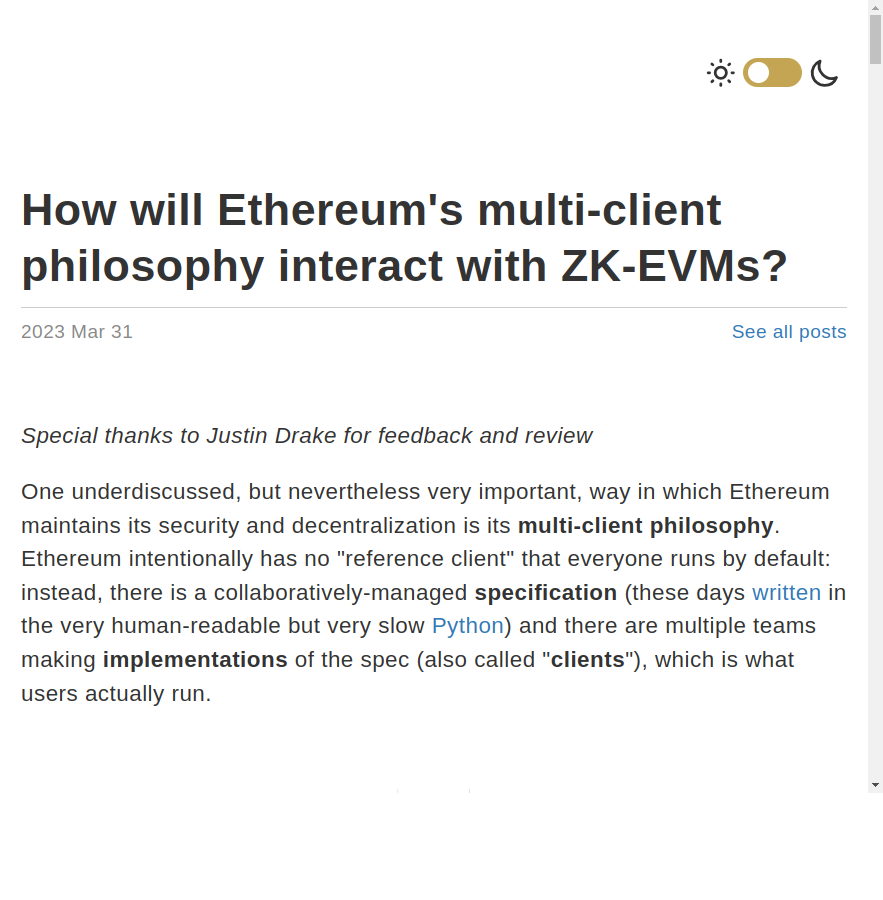 How will Ethereum's multi-client
philosophy interact with ZK-EVMs?
2023 Mar 31
See all posts
Special thanks to Justin Drake for feedback and review
One underdiscussed, but nevertheless very important, way in which Ethereum
maintains its security and decentralization is its multi-client philosophy.
Ethereum intentionally has no "reference client" that everyone runs by default:
instead, there is a collaboratively-managed specification (these days written in
the very human-readable but very slow Python) and there are multiple teams
making implementations of the spec (also called "clients"), which is what
users actually run.